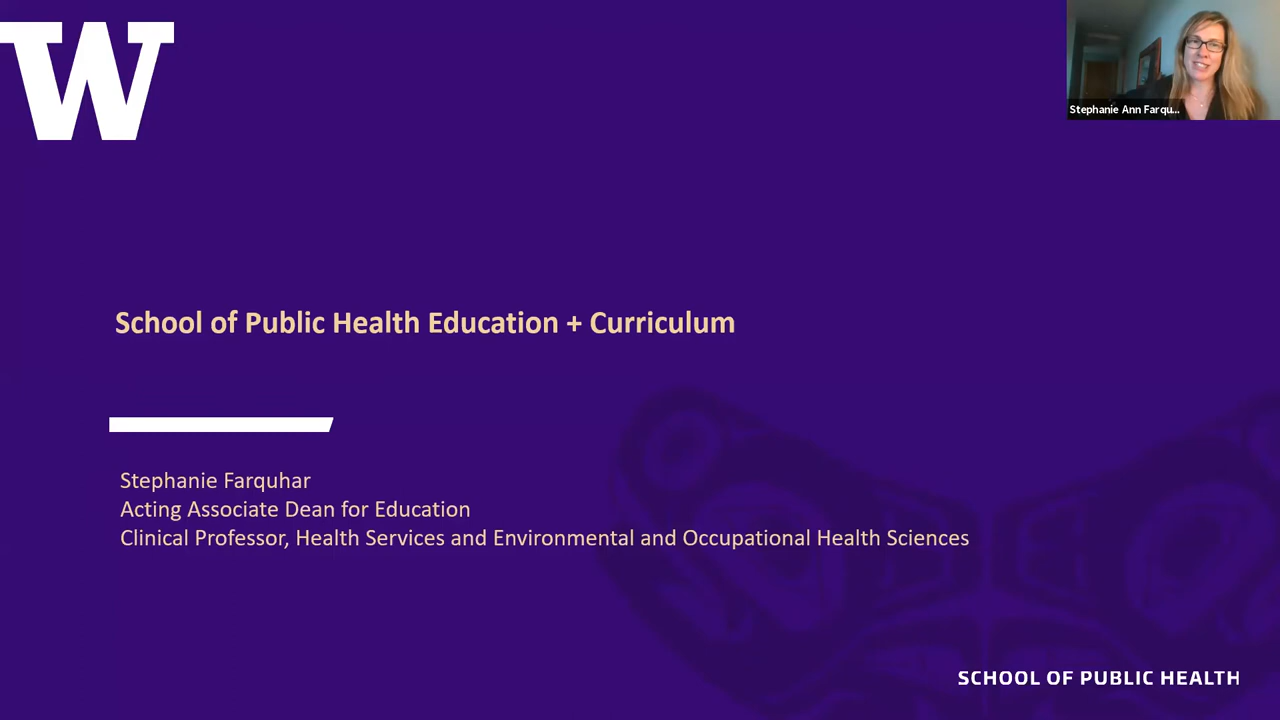 W
Stephanie Ann Farqu...
School of Public Health Education + Curriculum
Stephanie Farquhar
Acting Associate Dean for Education
Clinical Professor, Health Services and Environmental and Occupational Health Sciences
SCHOOL OF PUBLIC HEALTH